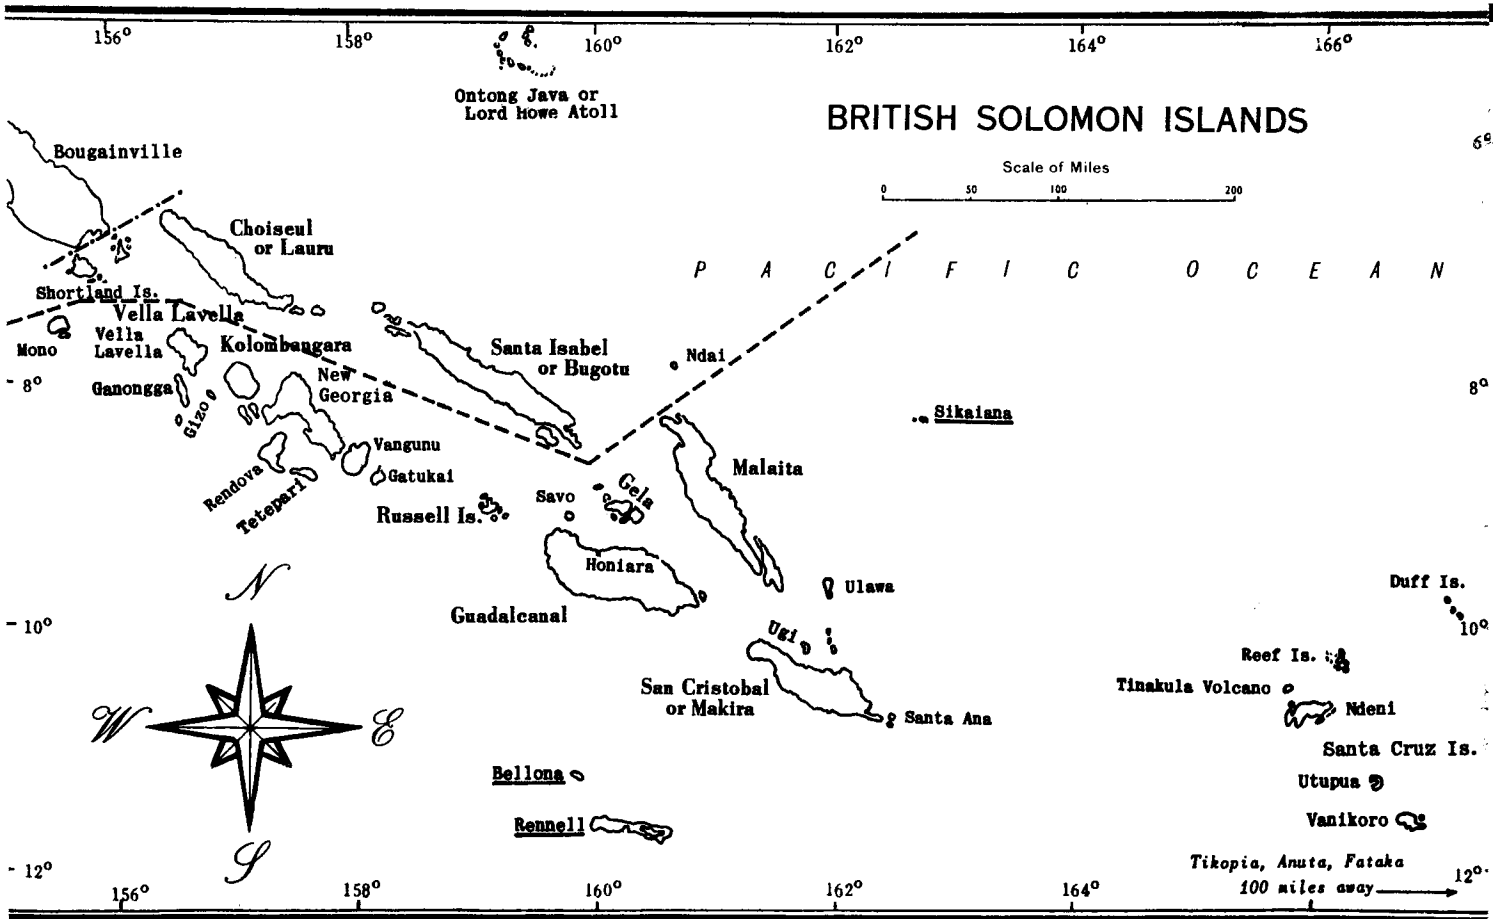 156° 158° 160° 162° 164° 166°
Ontong Java or
Lord Howe Atoll
BRITISH SOLOMON ISLANDS
Scale of Miles
0 50 100 200
6°
Bougainville
Choiseul
or Lauru
PACIFIC OCEAN
Shortland Is.
Vella Lavella
Mono
Vella
Lavella
Kolombangara
Santa Isabel
or Bugotu
Ndai
8°
Ganongga
Gizo
New
Georgia
8°
Sikaiana
Vangunu
Malaita
Rendova
Tetepari
Gatukai
Russell Is.
Savo
Gela
Honiara
Guadalcanal
Ulawa
Duff Is.
N
10°
Ugi
10°
Reef Is.
Tinakula Volcano
San Cristobal
or Makira
Ndeni
W
E
Santa Ana
Santa Cruz Is.
Bellona
Utupua
Rennell
Vanikoro
S
12°
Tikopia, Anuta, Fataka
100 miles away
12°
156° 158° 160° 162° 164°